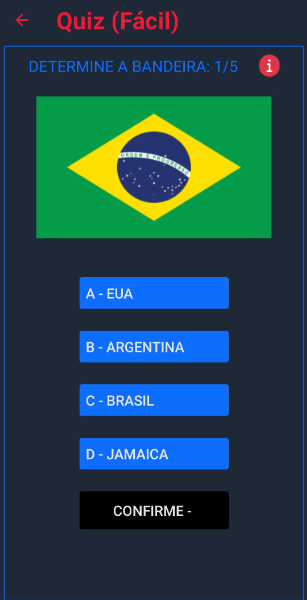 Quiz (Fácil)
DETERMINE A BANDEIRA: 1/5
i
ORDEM E PROGRESSO
A - EUA
B - ARGENTINA
C - BRASIL
D - JAMAICA
CONFIRME -